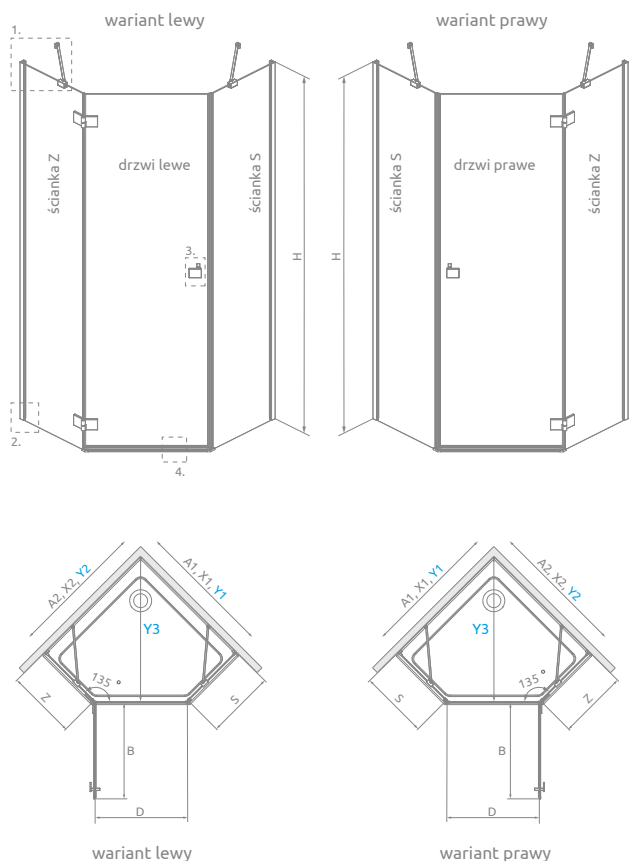 wariant lewy
wariant prawy
1.
ścianka Z
drzwi lewe
ścianka S
H
3.
2.
4.
H
ścianka S
drzwi prawe
ścianka Z
A2, X2, Y2
A1, X1, Y1
Y3
135
Z
S
B
D
A1, X1, Y1
A2, X2, Y2
Y3
135
S
Z
B
D
wariant lewy
wariant prawy